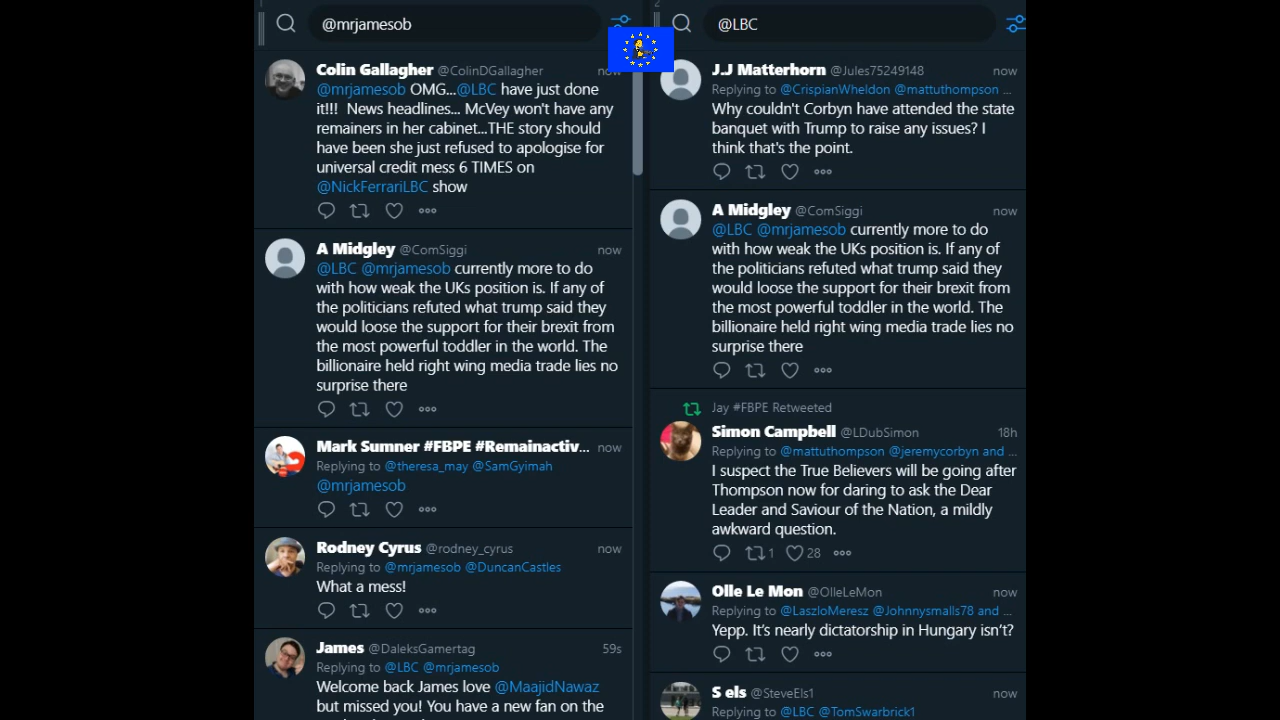 @mrjamesob
Colin Gallagher @ColinDGallagher now
@mrjamesob OMG...@LBC have just done
it!!! News headlines... McVey won't have any
remainers in her cabinet...THE story should
have been she just refused to apologise for
universal credit mess 6 TIMES on
@NickFerrariLBC show
A Midgley @ComSiggi now
@LBC @mrjamesob currently more to do
with how weak the UKs position is. If any of
the politicians refuted what trump said they
would loose the support for their brexit from
the most powerful toddler in the world. The
billionaire held right wing media trade lies no
surprise there
Mark Sumner #FBPE #Remainactiv... now
Replying to @theresa_may @SamGyimah
@mrjamesob
Rodney Cyrus @rodney_cyrus now
Replying to @mrjamesob @DuncanCastles
What a mess!
James @DaleksGamertag 59s
Replying to @LBC @mrjamesob
Welcome back James love @MaajidNawaz
but missed you! You have a new fan on the
2
@LBC
J.J Matterhorn @Jules75249148 now
Replying to @CrispianWheldon @mattuthompson ...
Why couldn't Corbyn have attended the state
banquet with Trump to raise any issues? I
think that's the point.
A Midgley @ComSiggi now
@LBC @mrjamesob currently more to do
with how weak the UKs position is. If any of
the politicians refuted what trump said they
would loose the support for their brexit from
the most powerful toddler in the world. The
billionaire held right wing media trade lies no
surprise there
Jay #FBPE Retweeted
Simon Campbell @LDubSimon 18h
Replying to @mattuthompson @jeremycorbyn and ...
I suspect the True Believers will be going after
Thompson now for daring to ask the Dear
Leader and Saviour of the Nation, a mildly
awkward question.
1 28
Olle Le Mon @OlleLeMon now
Replying to @LaszloMeresz @Johnnysmalls78 and ...
Yepp. It's nearly dictatorship in Hungary isn't?
S els @SteveEls1 now
Replying to @LBC @TomSwarbrick1